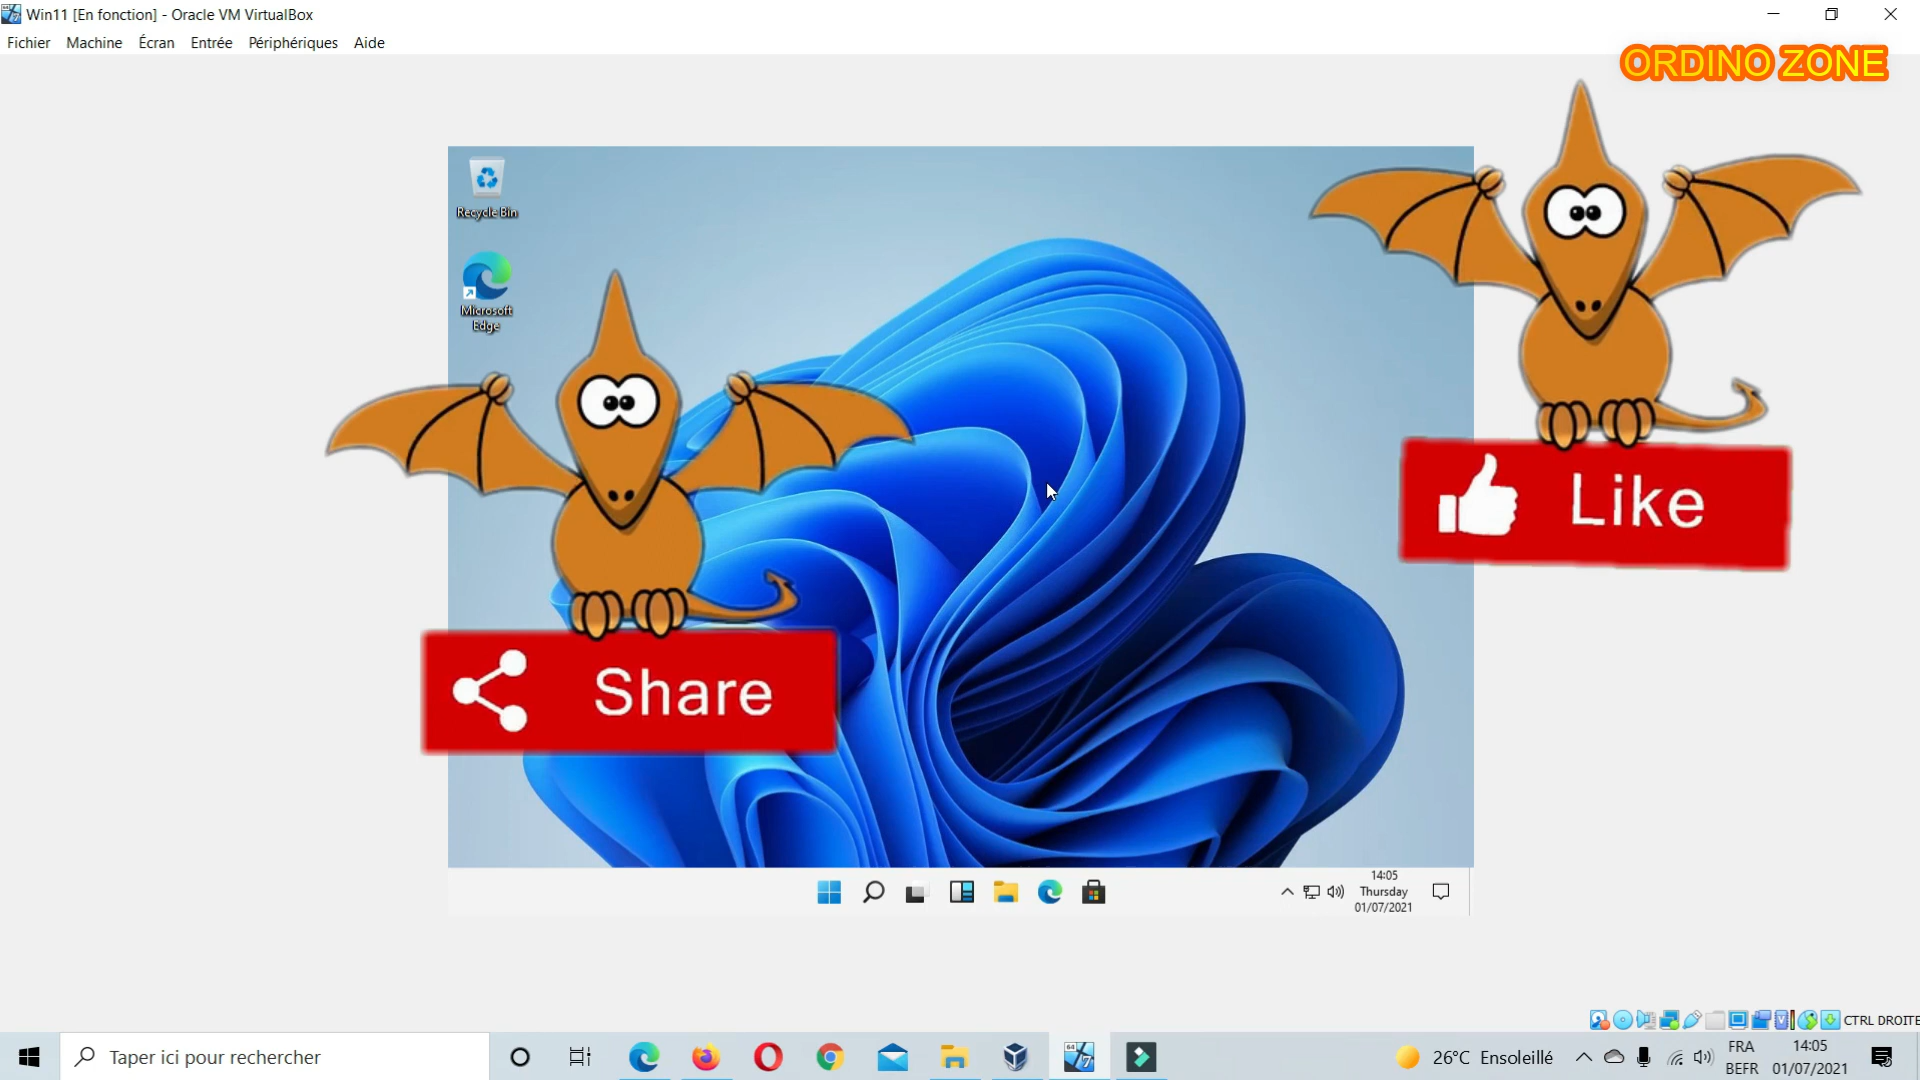 Win11 [En fonction] - Oracle VM VirtualBox
Fichier Machine Écran Entrée Périphériques Aide
ORDINO ZONE
Recycle Bin
Microsoft
Edge
Like
Share
14:05
Thursday
01/07/2021
CTRL DROITE
Taper ici pour rechercher
26°C Ensoleillé
FRA
BEFR
14:05
01/07/2021